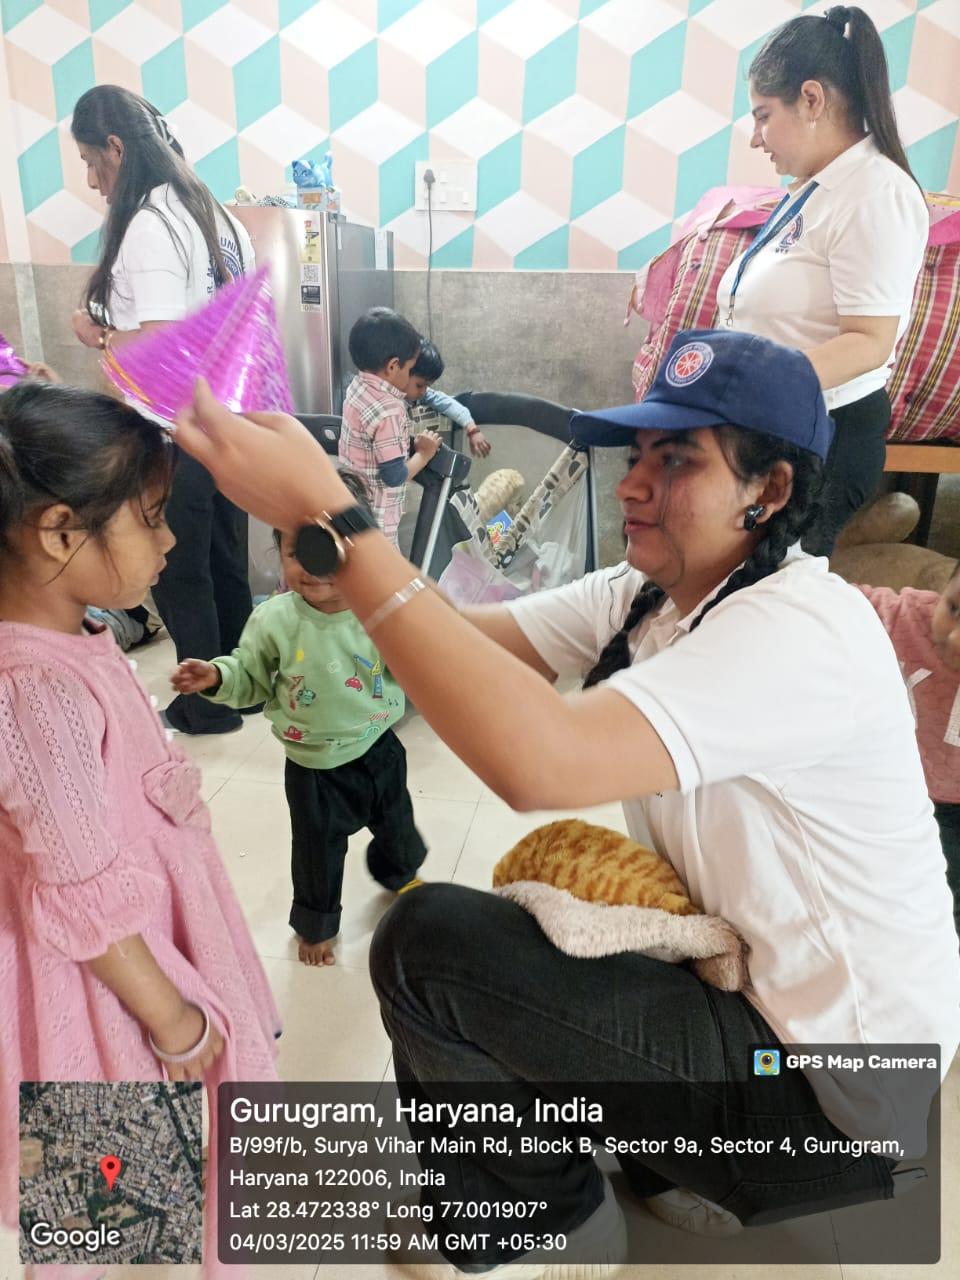 UNI
GPS Map Camera
Gurugram, Haryana, India
B/99f/b, Surya Vihar Main Rd, Block B, Sector 9a, Sector 4, Gurugram,
Haryana 122006, India
Lat 28.472338° Long 77.001907°
04/03/2025 11:59 AM GMT +05:30
Google